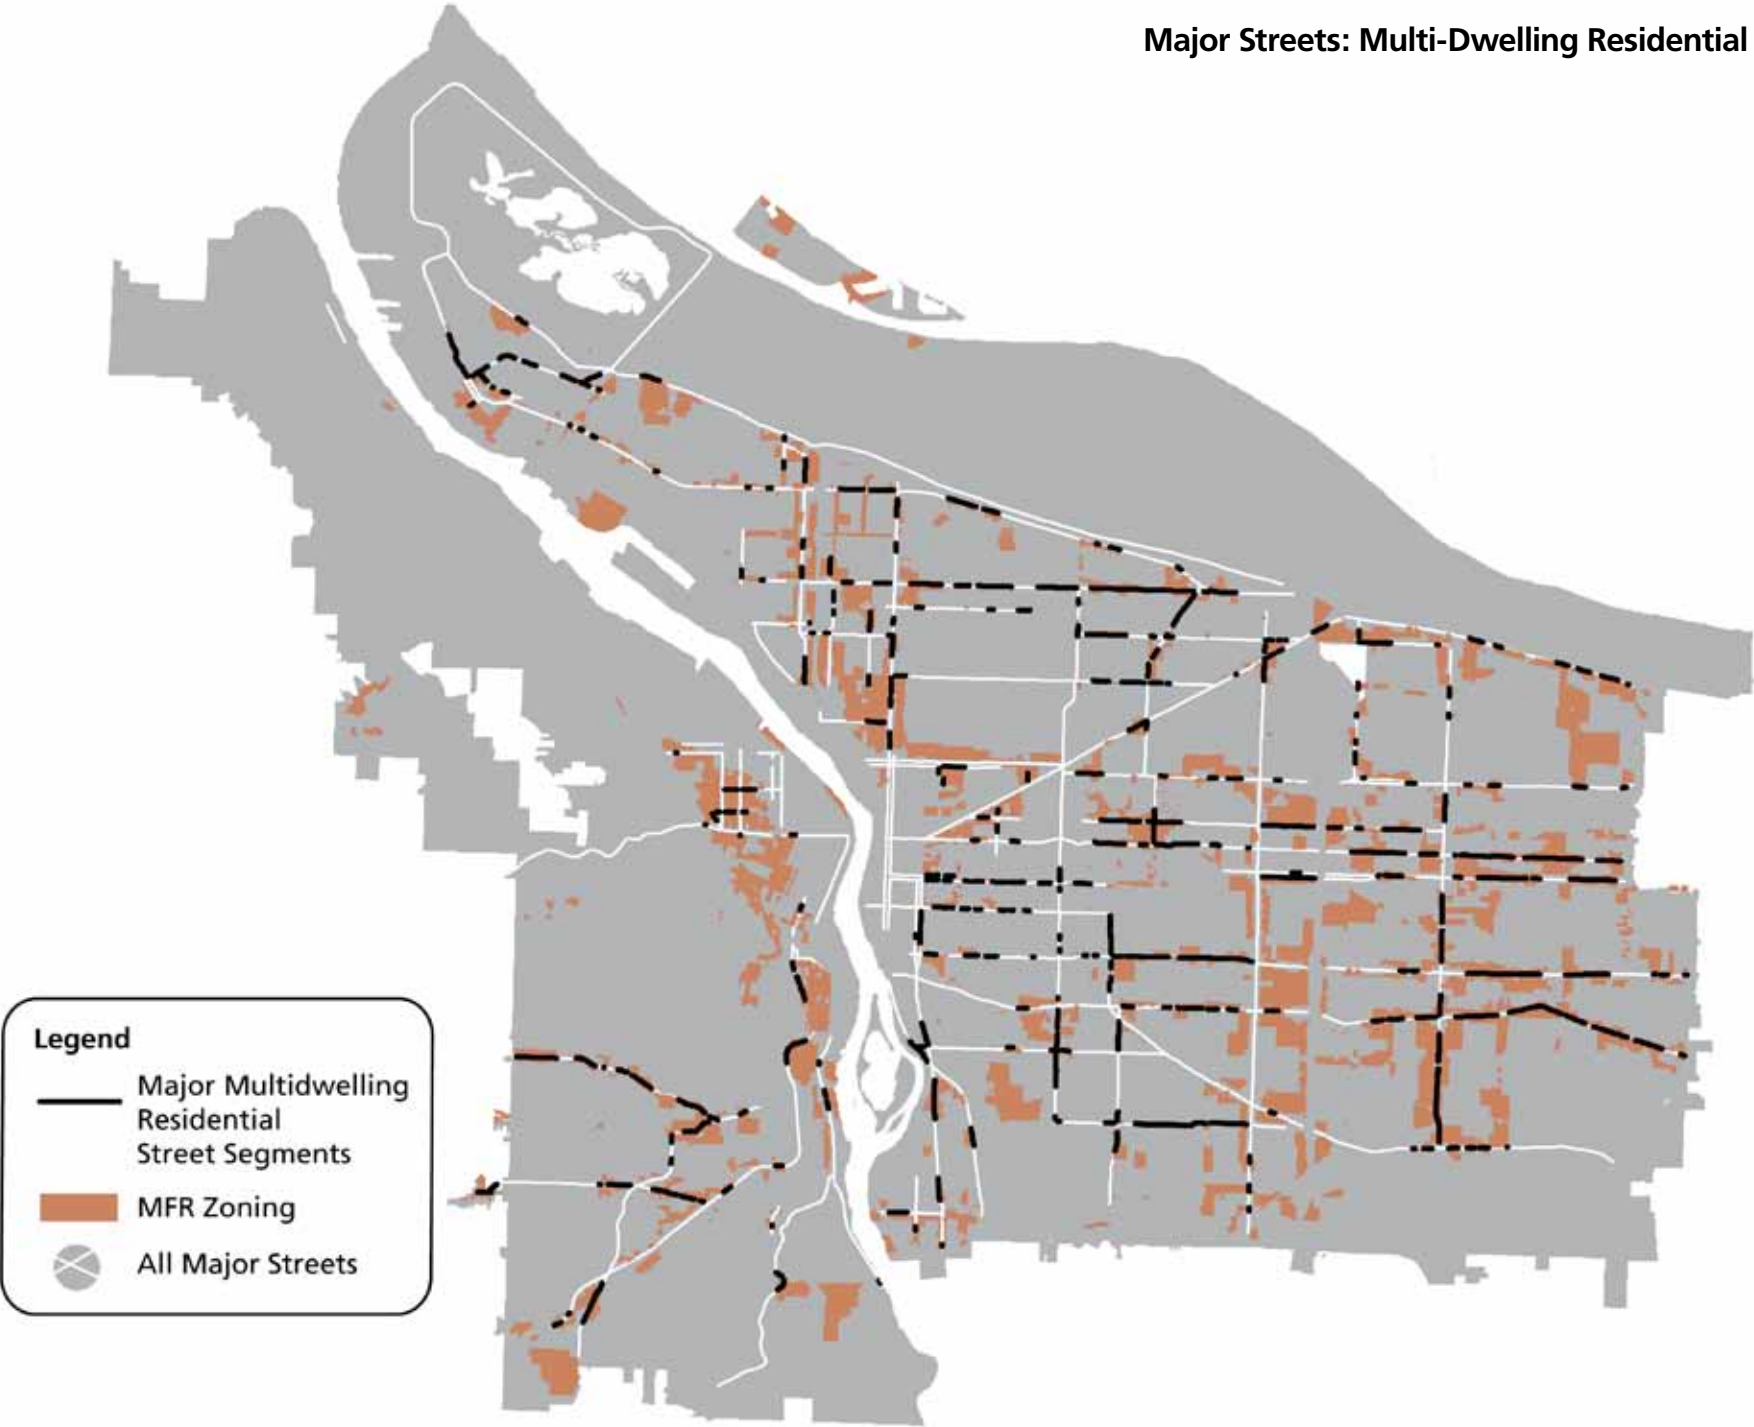 Major Streets: Multi-Dwelling Residential
Legend
Major Multidwelling
Residential
Street Segments
MFR Zoning
All Major Streets